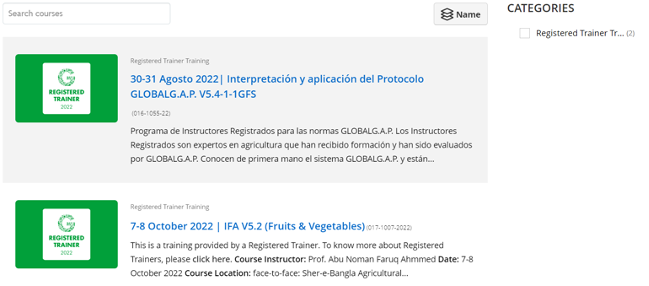 Search courses
Name
CATEGORIES
Registered Trainer Tr... (2)
REGISTERED
TRAINER
2022
Registered Trainer Training
30-31 Agosto 2022| Interpretación y aplicación del Protocolo
GLOBALG.A.P. V5.4-1-1GFS
(016-1055-22)
Programa de Instructores Registrados para las normas GLOBALG.A.P. Los Instructores
Registrados son expertos en agricultura que han recibido formación y han sido evaluados
por GLOBALG.A.P. Conocen de primera mano el sistema GLOBALG.A.P. y están...
REGISTERED
TRAINER
2022
Registered Trainer Training
7-8 October 2022 | IFA V5.2 (Fruits & Vegetables) (017-1007-2022)
This is a training provided by a Registered Trainer. To know more about Registered
Trainers, please click here. Course Instructor: Prof. Abu Noman Faruq Ahmmed Date: 7-8
October 2022 Course Location: face-to-face: Sher-e-Bangla Agricultural...